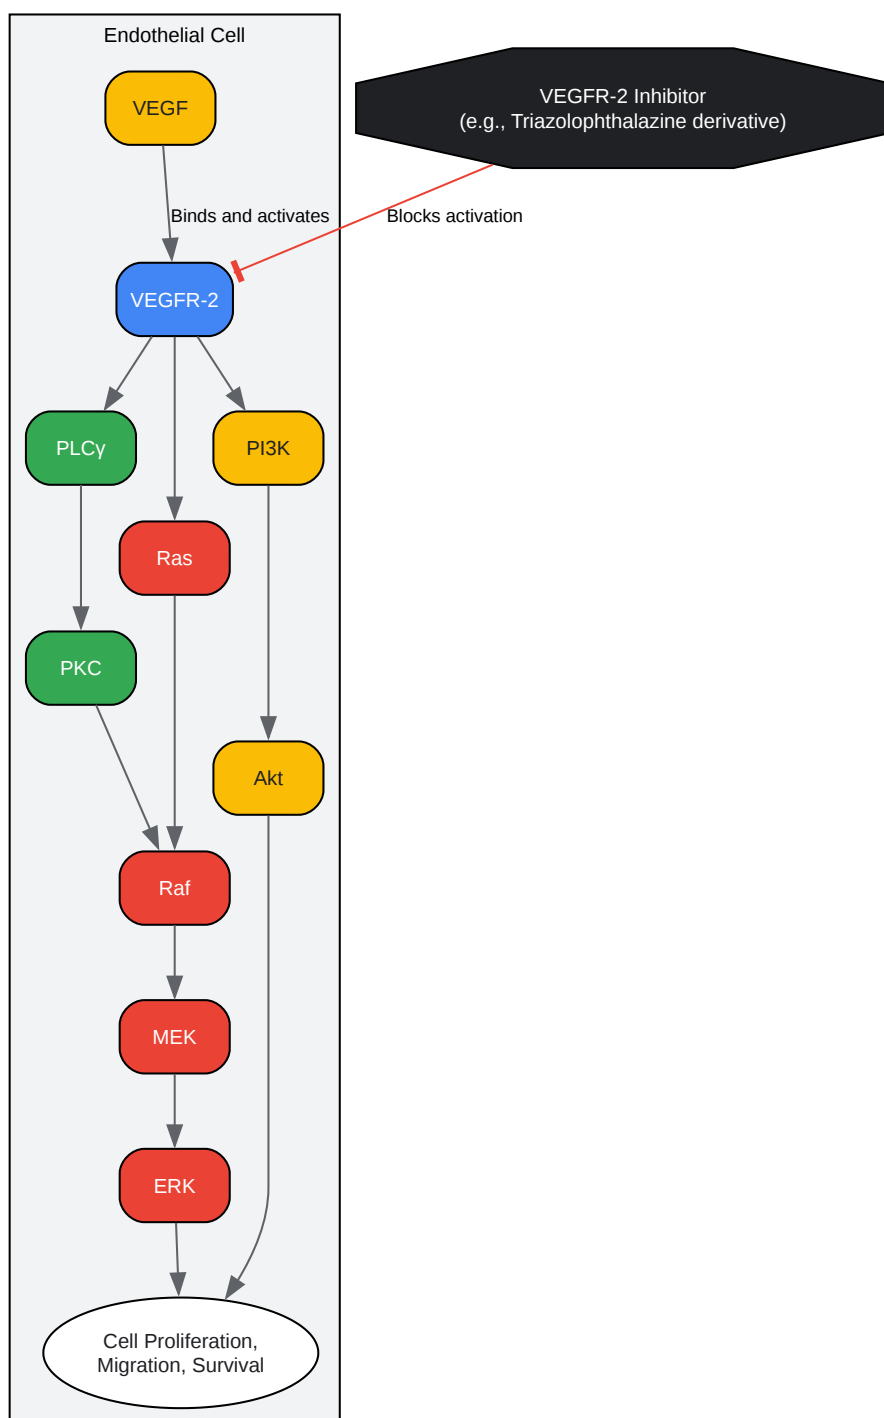 Endothelial Cell
VEGF
VEGFR-2 Inhibitor
(e.g., Triazolophthalazine derivative)
Binds and activates
Blocks activation
VEGFR-2
PLCγ
PI3K
Ras
PKC
Akt
Raf
MEK
ERK
Cell Proliferation,
Migration, Survival